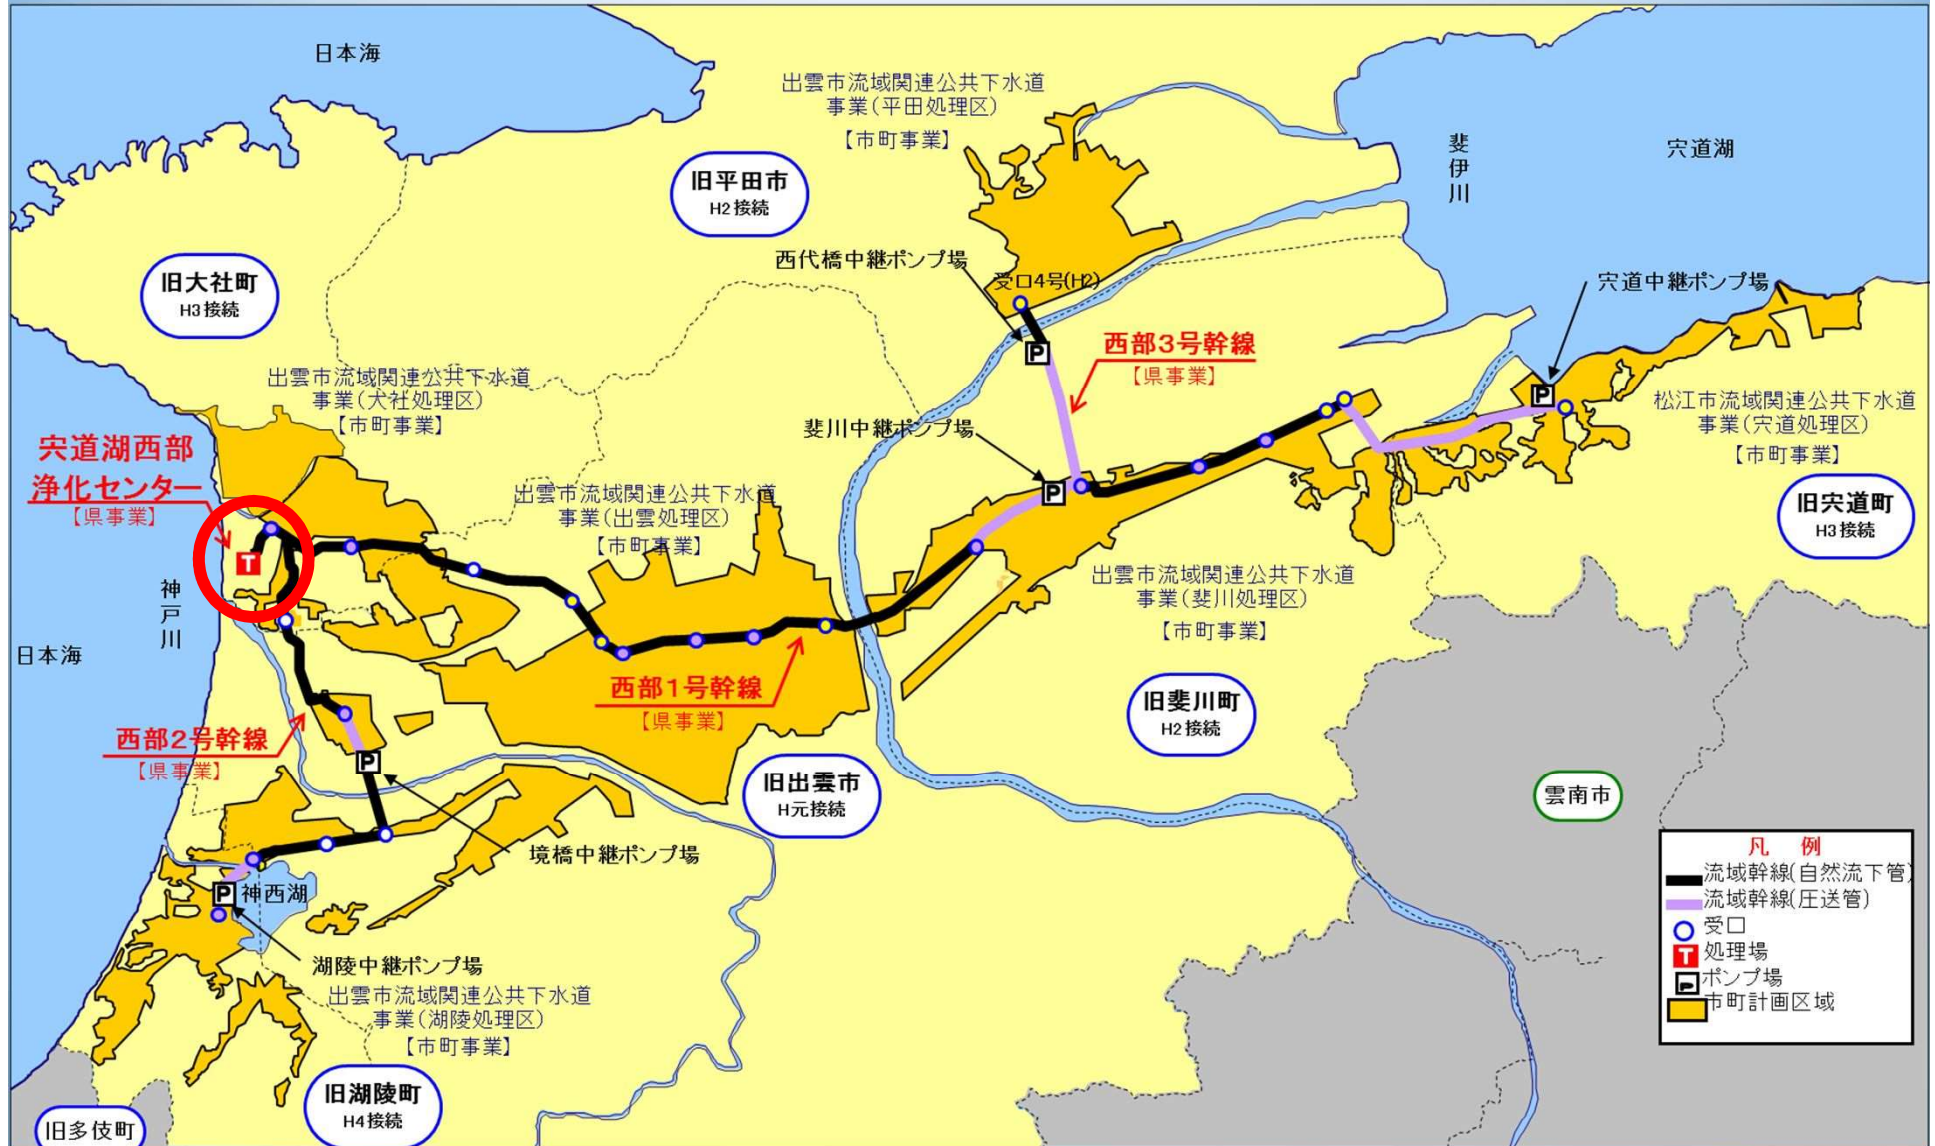 日本海
出雲市流域関連公共下水道
事業(平田処理区)
【市町事業】
斐伊川
宍道湖
旧平田市
H2接続
西代橋中継ポンプ場
受口4号(H2)
宍道中継ポンプ場
旧大社町
H3接続
西部3号幹線
【県事業】
出雲市流域関連公共下水道
事業(大社処理区)
【市町事業】
斐川中継ポンプ場
松江市流域関連公共下水道
事業(宍道処理区)
【市町事業】
宍道湖西部
浄化センター
【県事業】
出雲市流域関連公共下水道
事業(出雲処理区)
【市町事業】
旧宍道町
H3接続
P
P
P
T
神戸川
出雲市流域関連公共下水道
事業(斐川処理区)
【市町事業】
日本海
西部1号幹線
【県事業】
旧斐川町
H2接続
西部2号幹線
【県事業】
P
旧出雲市
H元接続
雲南市
境橋中継ポンプ場
P
神西湖
湖陵中継ポンプ場
出雲市流域関連公共下水道
事業(湖陵処理区)
【市町事業】
旧湖陵町
H4接続
旧多伎町
凡 例
流域幹線(自然流下管)
流域幹線(圧送管)
受口
T 処理場
P ポンプ場
市町計画区域